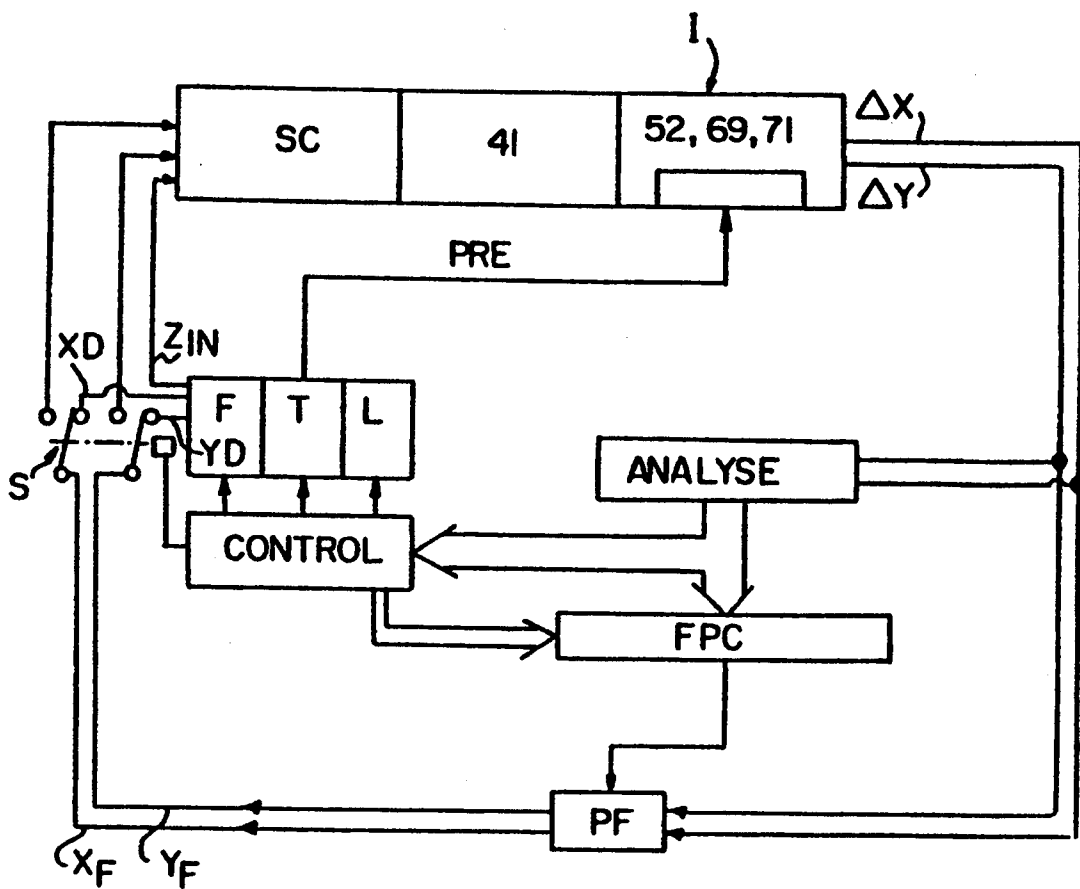 I
SC
41
52, 69, 71
ΔX
ΔY
PRE
ZIN
XD
F
T
L
YD
S
ANALYSE
CONTROL
FPC
PF
XF
YF